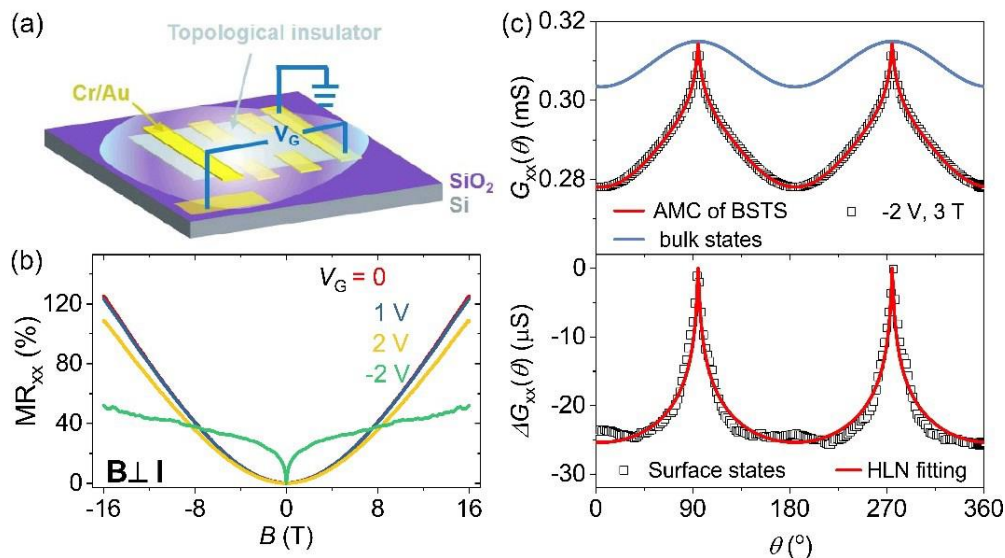 (a)
Topological insulator
Cr/Au
V_G
SiO₂
Si
(b)
V_G = 0
1 V
2 V
-2 V
B⊥I
MR_xx (%)
120
80
40
0
-16 -8 0 8 16
B (T)
(c)
G_xx(θ) (mS)
0.32
0.30
0.28
AMC of BSTS
-2 V, 3 T
bulk states
ΔG_xx(θ) (µS)
0
-10
-20
-30
Surface states
HLN fitting
0 90 180 270 360
θ (°)